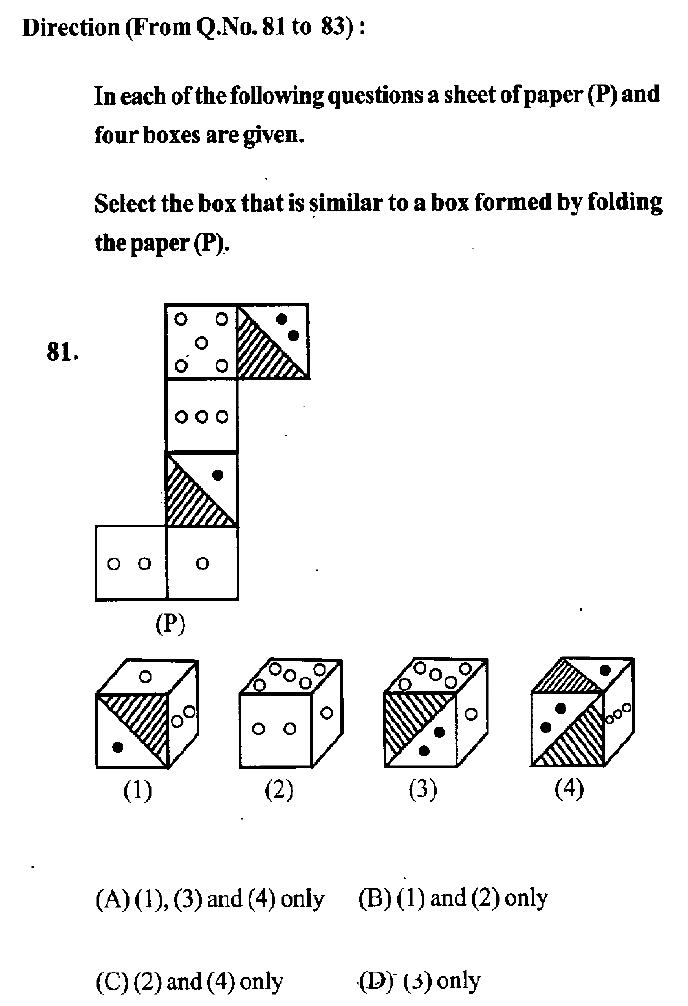 Direction (From Q.No. 81 to 83) :
In each of the following questions a sheet of paper (P) and
four boxes are given.
Select the box that is similar to a box formed by folding
the paper (P).
81.
(P)
(1) (2) (3) (4)
(A) (1), (3) and (4) only (B) (1) and (2) only
(C) (2) and (4) only (D) (3) only